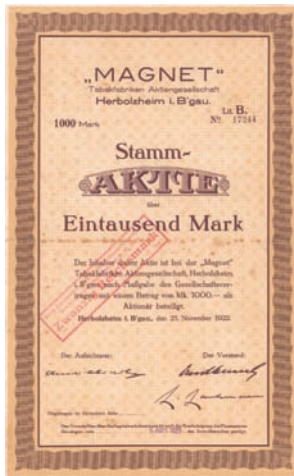 „MAGNET“
Tabakfabriken Aktiengesellschaft
Herbolzheim i. B'gau.
Lit. B.
1000 Mark
Nº 17244
Stamm-
AKTIE
über
Eintausend Mark
Der Inhaber dieser Aktie ist bei der „Magnet“
Tabakfabriken Aktiengesellschaft, Herbolzheim
i. B'gau nach Maßgabe des Gesellschaftsver-
trages mit einem Betrag von Mk. 1000.— als
Aktionär beteiligt.
Herbolzheim i. B'gau, den 21. November 1922.
Der Aufsichtsrat:
Der Vorstand: